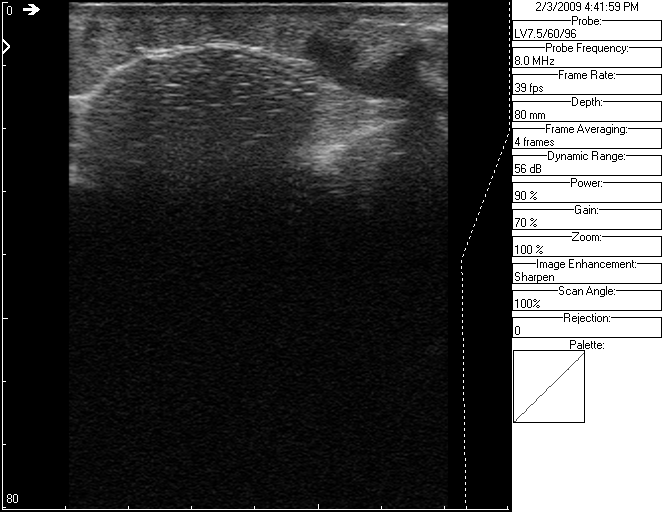 0
80
2/3/2009 4:41:59 PM
Probe:
LV7.5/60/96
Probe Frequency:
8.0 MHz
Frame Rate:
39 fps
Depth:
80 mm
Frame Averaging:
4 frames
Dynamic Range:
56 dB
Power:
90 %
Gain:
70 %
Zoom:
100 %
Image Enhancement:
Sharpen
Scan Angle:
100%
Rejection:
0
Palette: